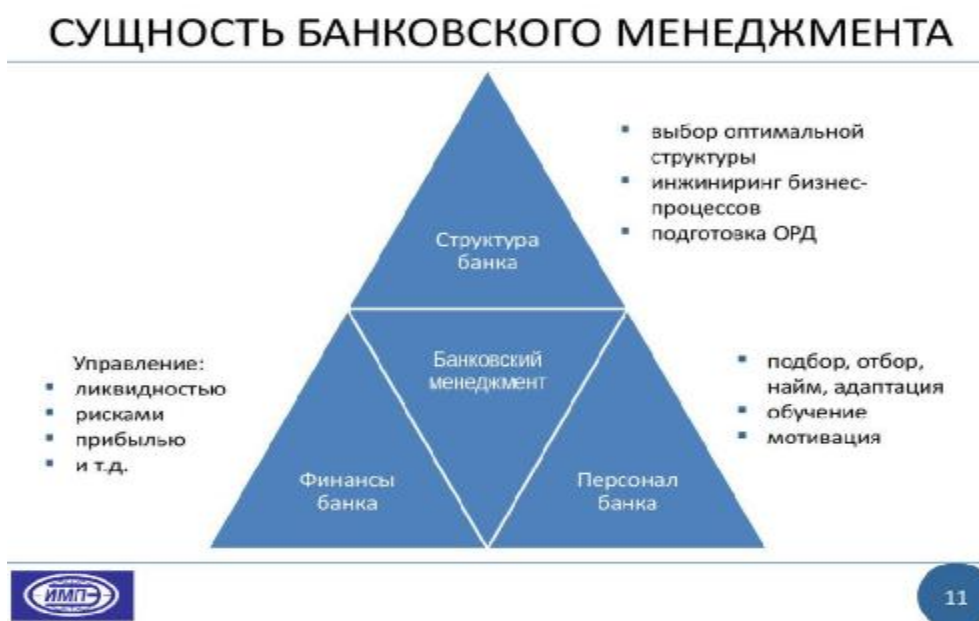 СУЩНОСТЬ БАНКОВСКОГО МЕНЕДЖМЕНТА
▪ выбор оптимальной
структуры
▪ инжиниринг бизнес-
процессов
▪ подготовка ОРД
Структура
банка
Управление:
▪ ликвидностью
▪ рисками
▪ прибылью
▪ и т.д.
Банковский
менеджмент
▪ подбор, отбор,
найм, адаптация
▪ обучение
▪ мотивация
Финансы
банка
Персонал
банка
ИМПЭ
11